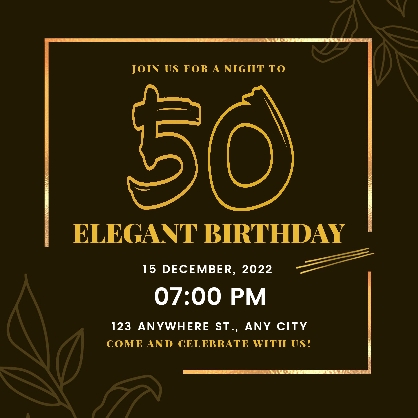 JOIN US FOR A NIGHT TO
50
ELEGANT BIRTHDAY
15 DECEMBER, 2022
07:00 PM
123 ANYWHERE ST., ANY CITY
COME AND CELEBRATE WITH US!